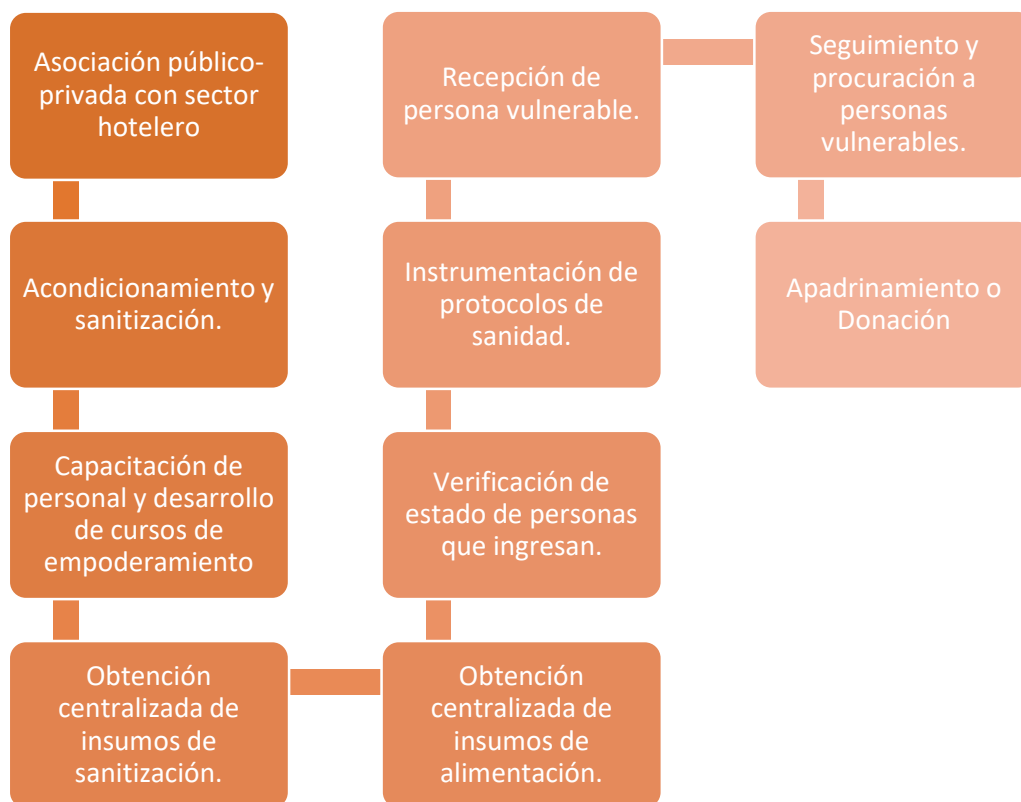 Asociación público-
privada con sector
hotelero
Acondicionamiento y
sanitización.
Capacitación de
personal y desarrollo
de cursos de
empoderamiento
Obtención
centralizada de
insumos de
sanitización.
Obtención
centralizada de
insumos de
alimentación.
Verificación de
estado de personas
que ingresan.
Instrumentación de
protocolos de
sanidad.
Recepción de
persona vulnerable.
Seguimiento y
procuración a
personas
vulnerables.
Apadrinamiento o
Donación